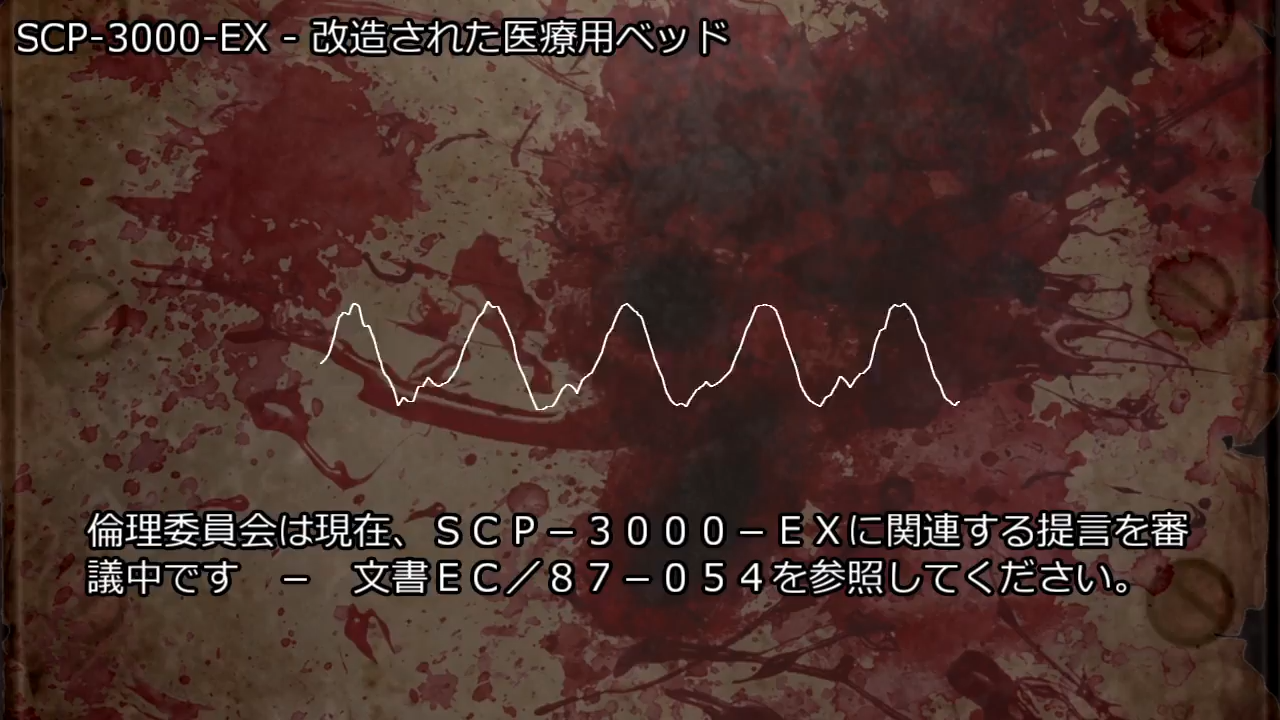 SCP-3000-EX - 改造された医療用ベッド
倫理委員会は現在、ＳＣＰ－３０００－ＥＸに関連する提言を審
議中です　－　文書ＥＣ／８７－０５４を参照してください。